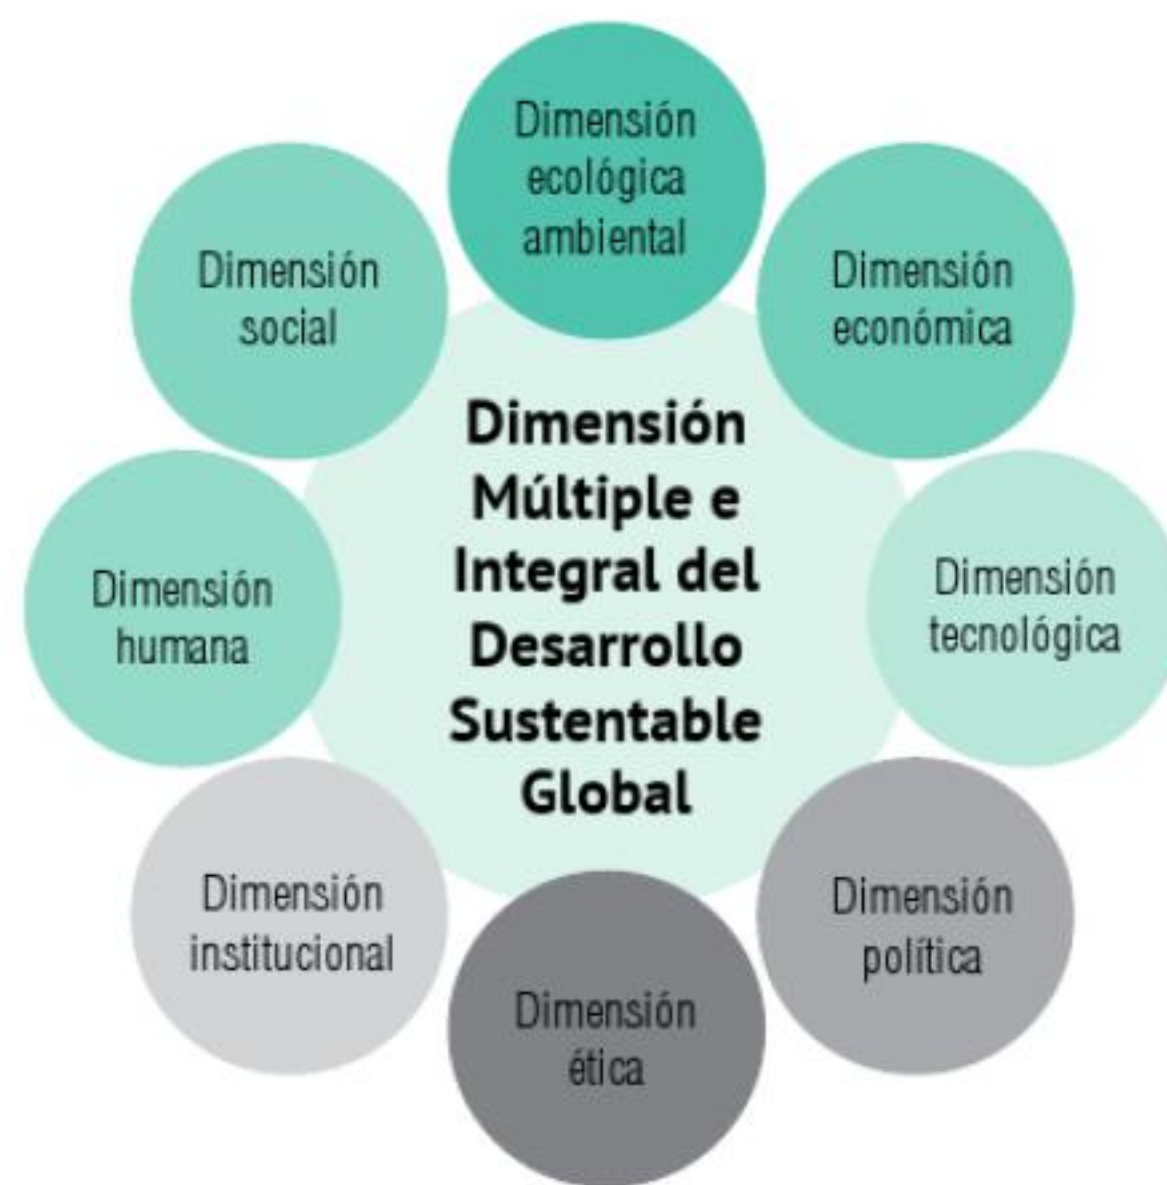 Dimensión
ecológica
ambiental
Dimensión
económica
Dimensión
tecnológica
Dimensión
política
Dimensión
ética
Dimensión
institucional
Dimensión
humana
Dimensión
social
Dimensión
Múltiple e
Integral del
Desarrollo
Sustentable
Global